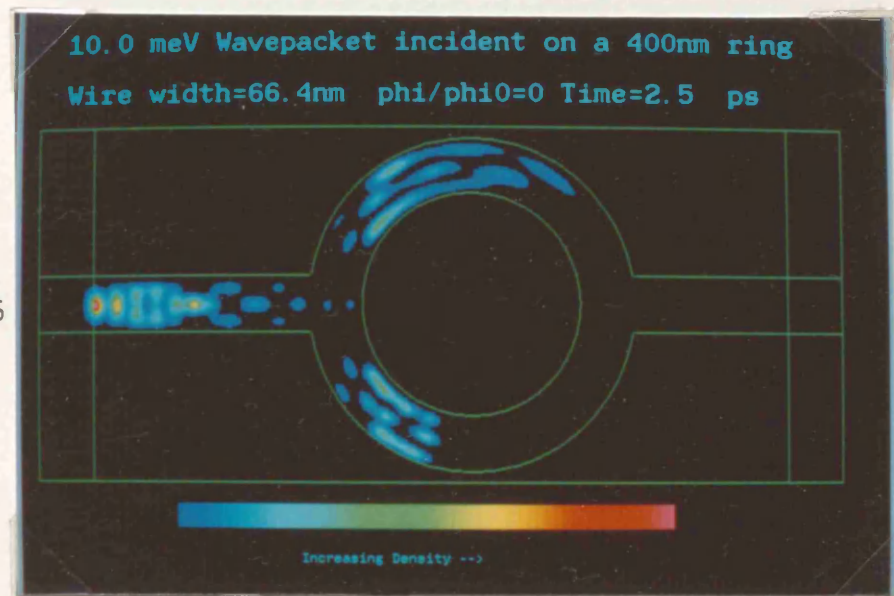 10.0 meV Wavepacket incident on a 400nm ring
Wire width=66.4nm phi/phi0=0 Time=2.5 ps
Increasing Density -->